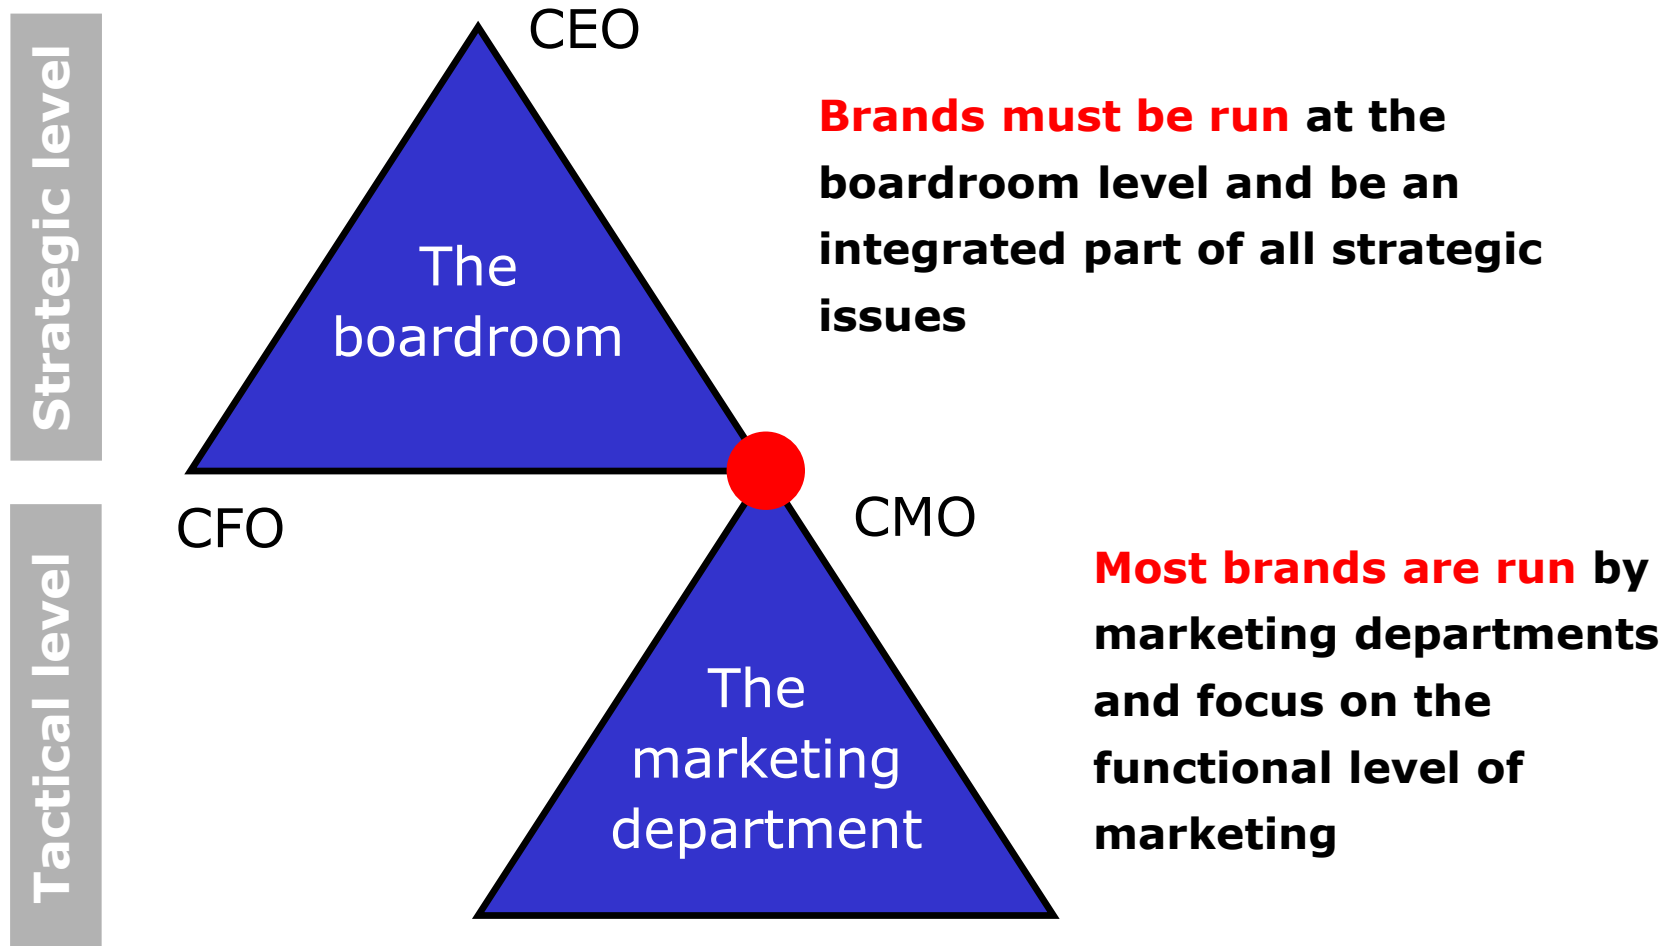 Strategic level
CEO
The
boardroom
CFO
Brands must be run at the
boardroom level and be an
integrated part of all strategic
issues
Tactical level
CMO
The
marketing
department
Most brands are run by
marketing departments
and focus on the
functional level of
marketing